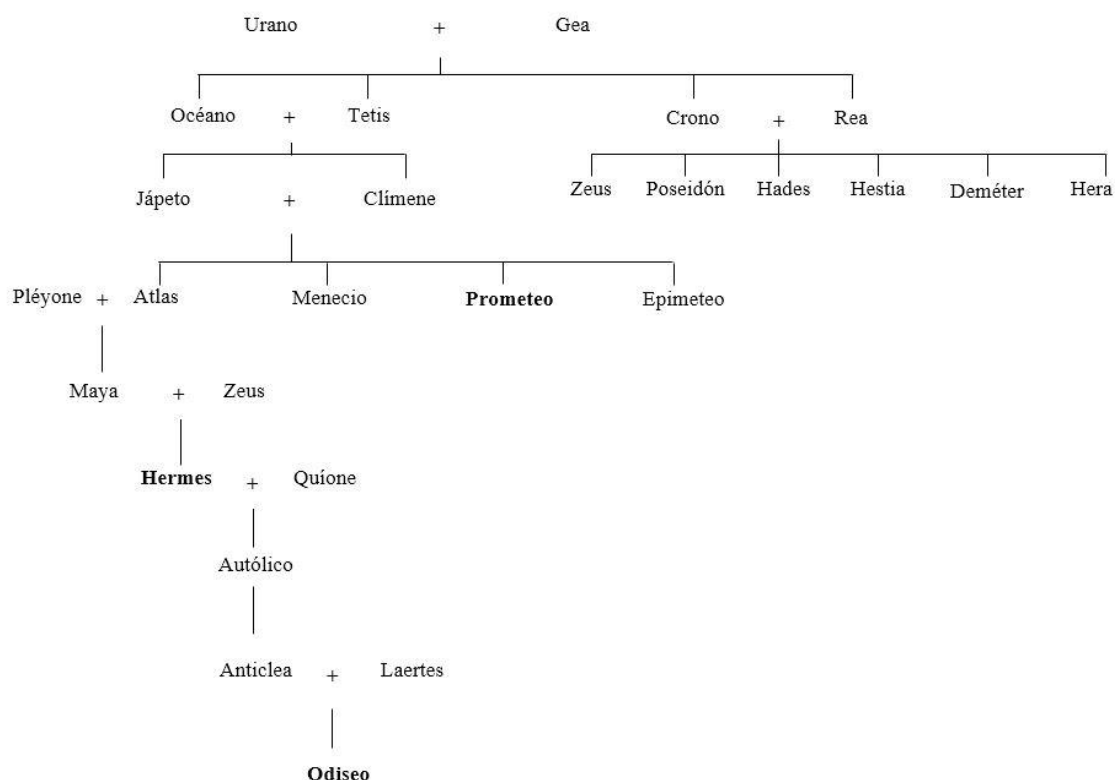 Urano + Gea
Océano + Tetis Crono + Rea
Zeus Poseidón Hades Hestia Deméter Hera
Jápeto + Clímene
Pléyone + Atlas Menecio Prometeo Epimeteo
Maya + Zeus
Hermes + Quíone
Autólico
Anticlea + Laertes
Odiseo